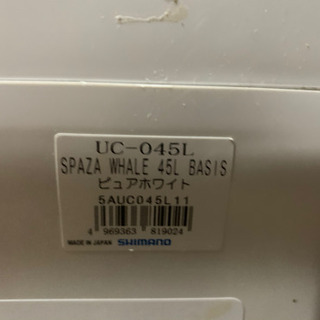 UC-045L
SPAZA WHALE 45L BASIS
ピュアホワイト
5AUC045L11
4 969363 819024
MADE IN JAPAN SHIMANO